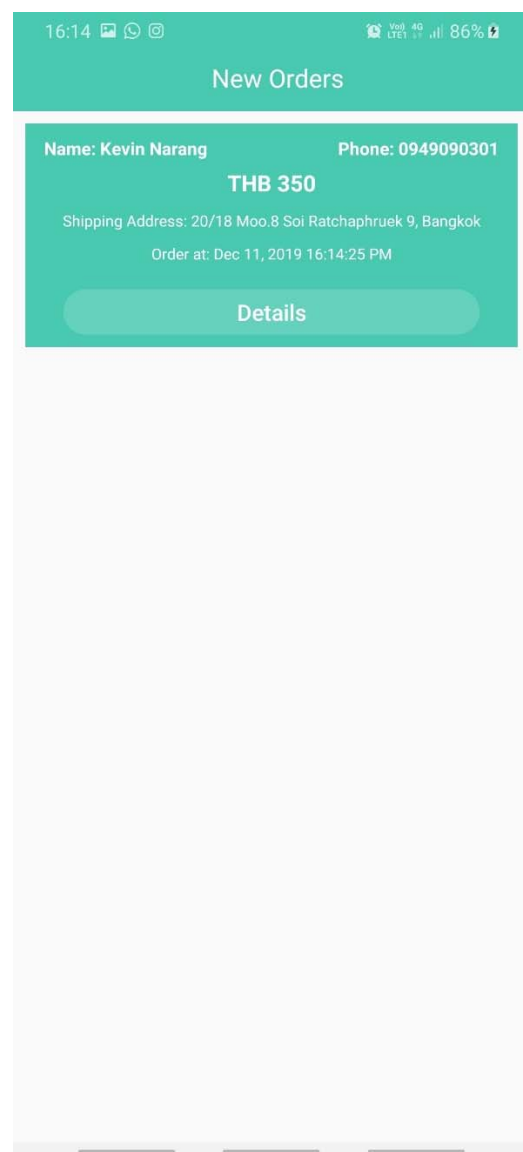 16:14 86%
New Orders
Name: Kevin Narang Phone: 0949090301
THB 350
Shipping Address: 20/18 Moo.8 Soi Ratchaphruek 9, Bangkok
Order at: Dec 11, 2019 16:14:25 PM
Details